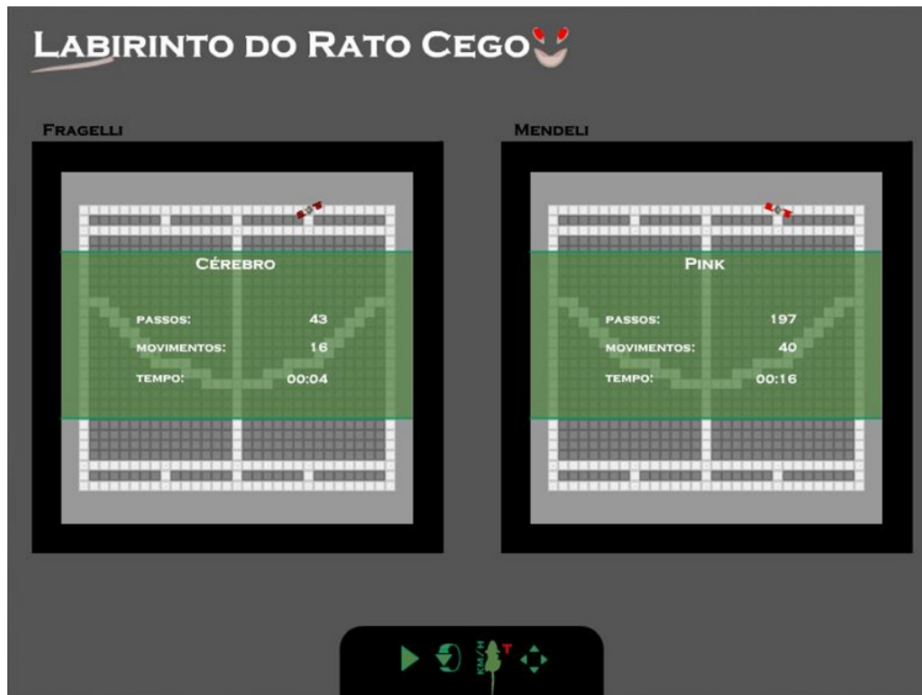 LABIRINTO DO RATO CEGO
FRAGELLI
CÉREBRO
PASSOS: 43
MOVIMENTOS: 16
TEMPO: 00:04
MENDELI
PINK
PASSOS: 197
MOVIMENTOS: 40
TEMPO: 00:16
KM/H
T